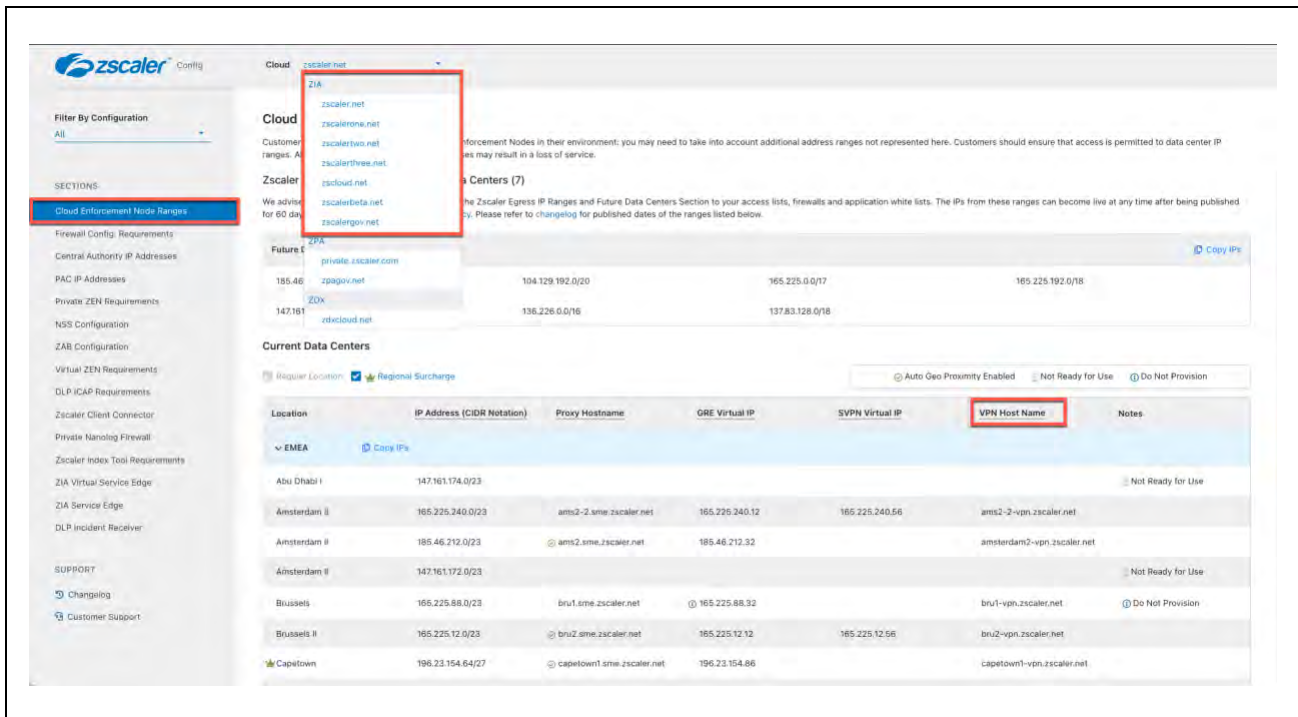 zscaler Config
Cloud zscaler.net
ZIA
zscaler.net
zscalerone.net
zscalertwo.net
zscalerthree.net
zscloud.net
zscalerbeta.net
zscalergov.net
ZPA
private.zscaler.com
zpagov.net
ZDX
zdxcloud.net
Filter By Configuration
All
SECTIONS
Cloud Enforcement Node Ranges
Firewall Config. Requirements
Central Authority IP Addresses
PAC IP Addresses
Private ZEN Requirements
NSS Configuration
ZAB Configuration
Virtual ZEN Requirements
DLP ICAP Requirements
Zscaler Client Connector
Private Nanolog Firewall
Zscaler Index Tool Requirements
ZIA Virtual Service Edge
ZIA Service Edge
DLP Incident Receiver
SUPPORT
Changelog
Customer Support
Cloud
Customer nforcement Nodes in their environment; you may need to take into account additional address ranges not represented here. Customers should ensure that access is permitted to data center IP
ranges. es may result in a loss of service.
Zscaler a Centers (7)
We advise he Zscaler Egress IP Ranges and Future Data Centers Section to your access lists, firewalls and application white lists. The IPs from these ranges can become live at any time after being published
for 60 day cy. Please refer to changelog for published dates of the ranges listed below.
Future D Copy IPs
185.46 104.129.192.0/20 165.225.0.0/17 165.225.192.0/18
147.161 136.226.0.0/16 137.83.128.0/18
Current Data Centers
Regular Location Regional Surcharge Auto Geo Proximity Enabled Not Ready for Use Do Not Provision
Location IP Address (CIDR Notation) Proxy Hostname GRE Virtual IP SVPN Virtual IP VPN Host Name Notes
EMEA Copy IPs
Abu Dhabi I 147.161.174.0/23 Not Ready for Use
Amsterdam II 165.225.240.0/23 ams2-2.sme.zscaler.net 165.225.240.12 165.225.240.56 ams2-2-vpn.zscaler.net
Amsterdam II 185.46.212.0/23 ams2.sme.zscaler.net 185.46.212.32 amsterdam2-vpn.zscaler.net
Amsterdam II 147.161.172.0/23 Not Ready for Use
Brussels 165.225.88.0/23 bru1.sme.zscaler.net 165.225.88.32 bru1-vpn.zscaler.net Do Not Provision
Brussels II 165.225.12.0/23 bru2.sme.zscaler.net 165.225.12.12 165.225.12.56 bru2-vpn.zscaler.net
Capetown 196.23.154.64/27 capetown1.sme.zscaler.net 196.23.154.86 capetown1-vpn.zscaler.net